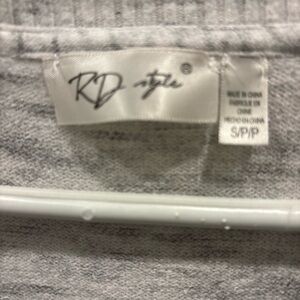 RD style®
MADE IN CHINA
FABRIQUE EN
CHINE
HECHO EN CHINA
S/P/P